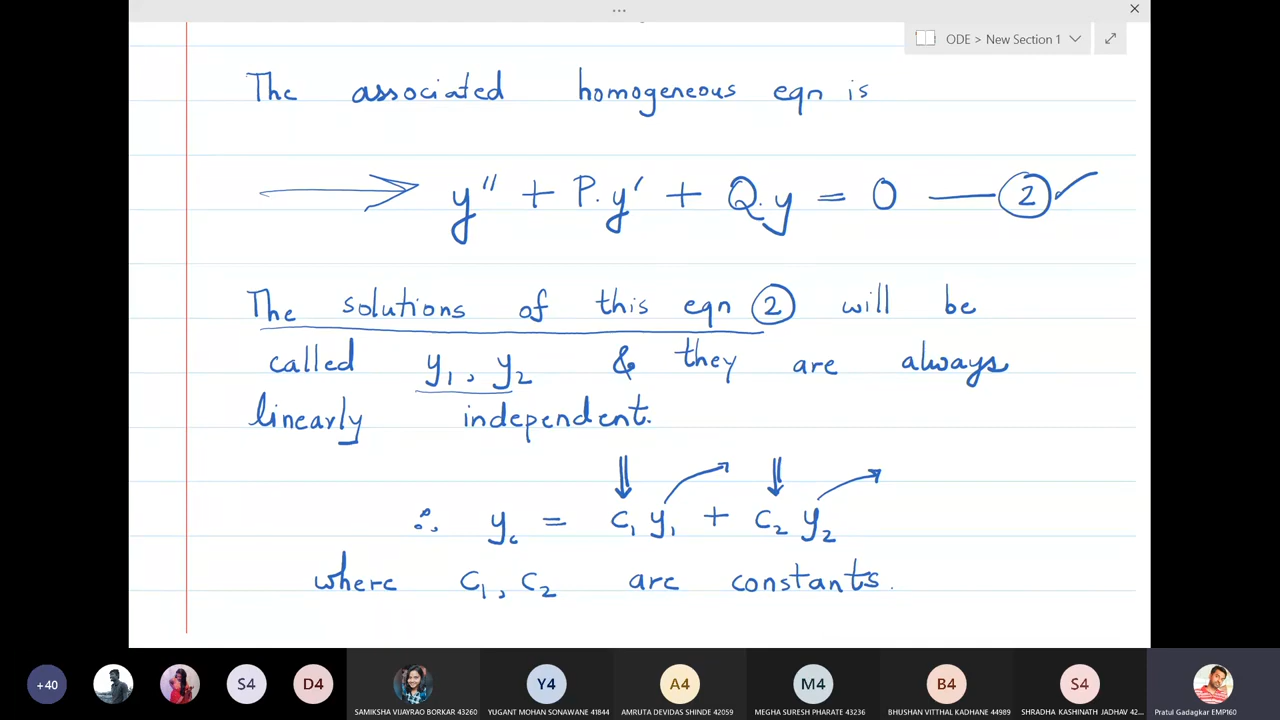 ODE > New Section 1
The associated homogeneous eqn is
y'' + P.y' + Q.y = 0 — 2 ✓
The solutions of this eqn 2 will be
called y1, y2 & they are always
linearly independent.
∴ yc = c1 y1 + c2 y2
where c1, c2 are constants.
+40 S4 D4 Y4 A4 M4 B4 S4
SAMIKSHA VIJAYRAO BORKAR 43260 YUGANT MOHAN SONAWANE 41844 AMRUTA DEVIDAS SHINDE 42059 MEGHA SURESH PHARATE 43236 BHUSHAN VITTHAL KADHANE 44989 SHRADHA KASHINATH JADHAV 42... Pratul Gadagkar EMP160